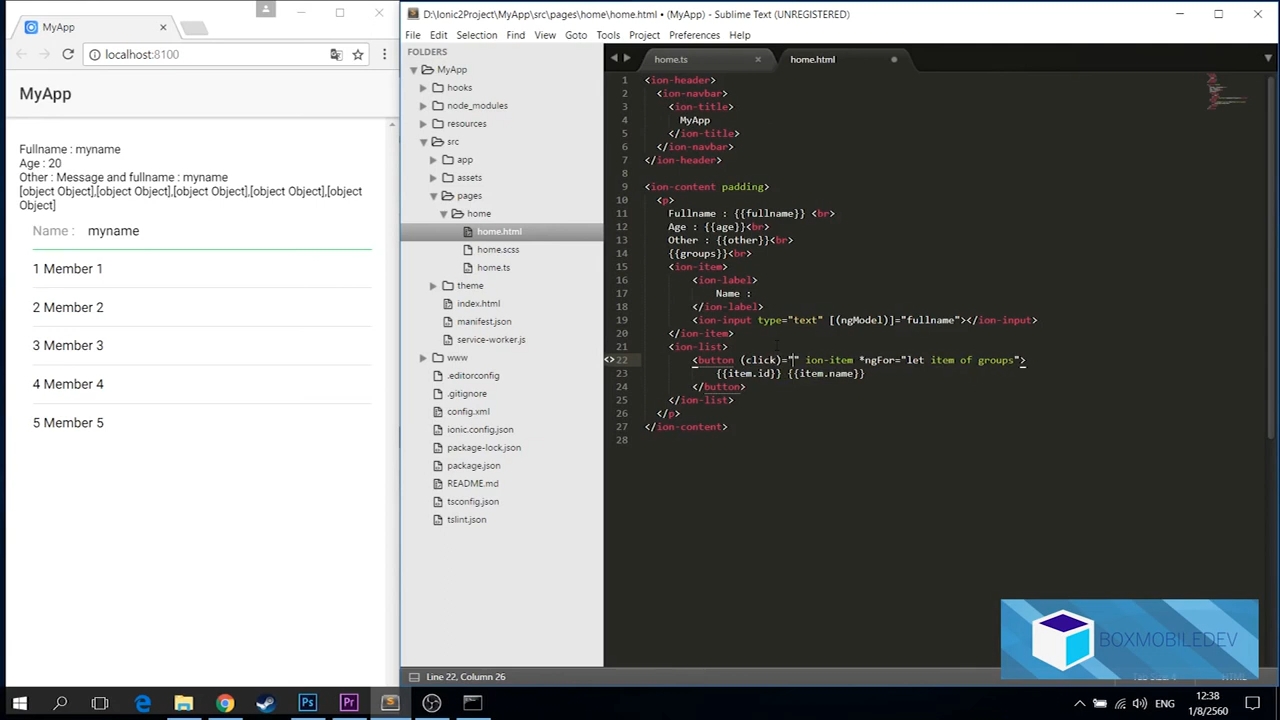 MyApp
localhost:8100
MyApp
Fullname : myname
Age : 20
Other : Message and fullname : myname
[object Object],[object Object],[object Object],[object Object],[object
Object]
Name : myname
1 Member 1
2 Member 2
3 Member 3
4 Member 4
5 Member 5
D:\Ionic2Project\MyApp\src\pages\home\home.html • (MyApp) - Sublime Text (UNREGISTERED)
File Edit Selection Find View Goto Tools Project Preferences Help
FOLDERS
MyApp
hooks
node_modules
resources
src
app
assets
pages
home
home.html
home.scss
home.ts
theme
index.html
manifest.json
service-worker.js
www
.editorconfig
.gitignore
config.xml
ionic.config.json
package-lock.json
package.json
README.md
tsconfig.json
tslint.json
home.ts home.html
1 <ion-header>
2 <ion-navbar>
3 <ion-title>
4 MyApp
5 </ion-title>
6 </ion-navbar>
7 </ion-header>
8
9 <ion-content padding>
10 <p>
11 Fullname : {{fullname}} <br>
12 Age : {{age}}<br>
13 Other : {{other}}<br>
14 {{groups}}<br>
15 <ion-item>
16 <ion-label>
17 Name :
18 </ion-label>
19 <ion-input type="text" [(ngModel)]="fullname"></ion-input>
20 </ion-item>
21 <ion-list>
22 <button (click)="" ion-item *ngFor="let item of groups">
23 {{item.id}} {{item.name}}
24 </button>
25 </ion-list>
26 </p>
27 </ion-content>
28
BOXMOBILEDEV
Line 22, Column 26
ENG
12:38
1/8/2560